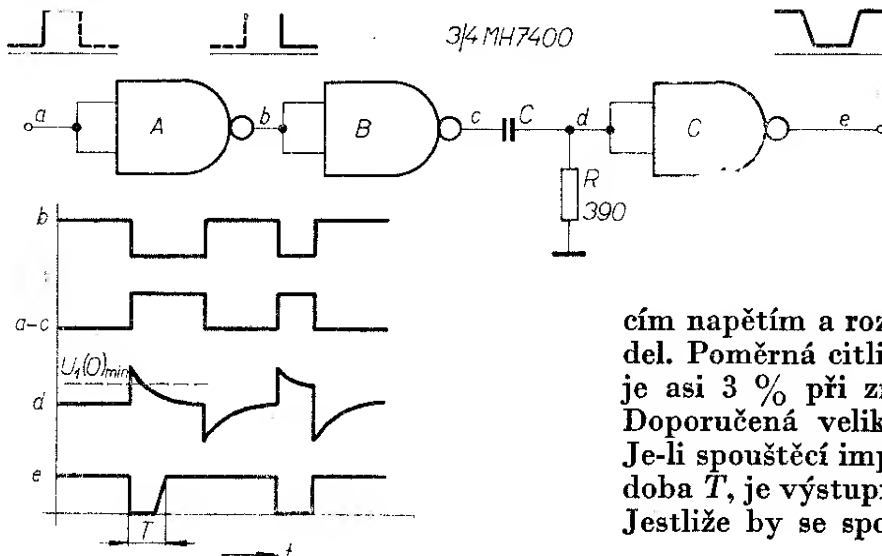 3/4 MH7400
a
A
b
B
c
C
d
C
e
R
390
b
a-c
U₁(0)min
d
e
T
t
cím napětím a roz
del. Poměrná citli
je asi 3 % při z
Doporučená velik
Je-li spouštěcí imp
doba T, je výstup
Jestliže by se spo